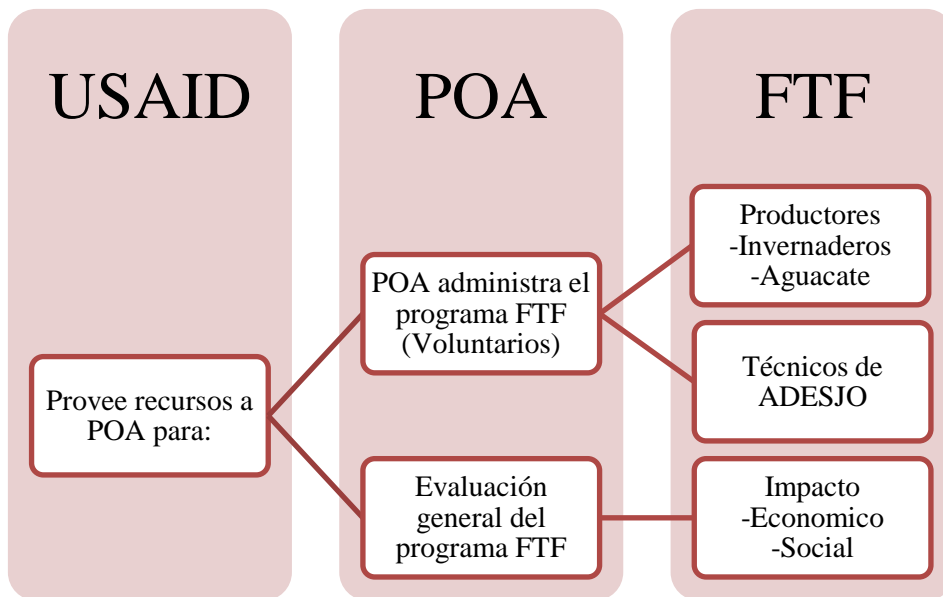 USAID
POA
FTF
Provee recursos a
POA para:
POA administra el
programa FTF
(Voluntarios)
Evaluación
general del
programa FTF
Productores
-Invernaderos
-Aguacate
Técnicos de
ADESJO
Impacto
-Economico
-Social